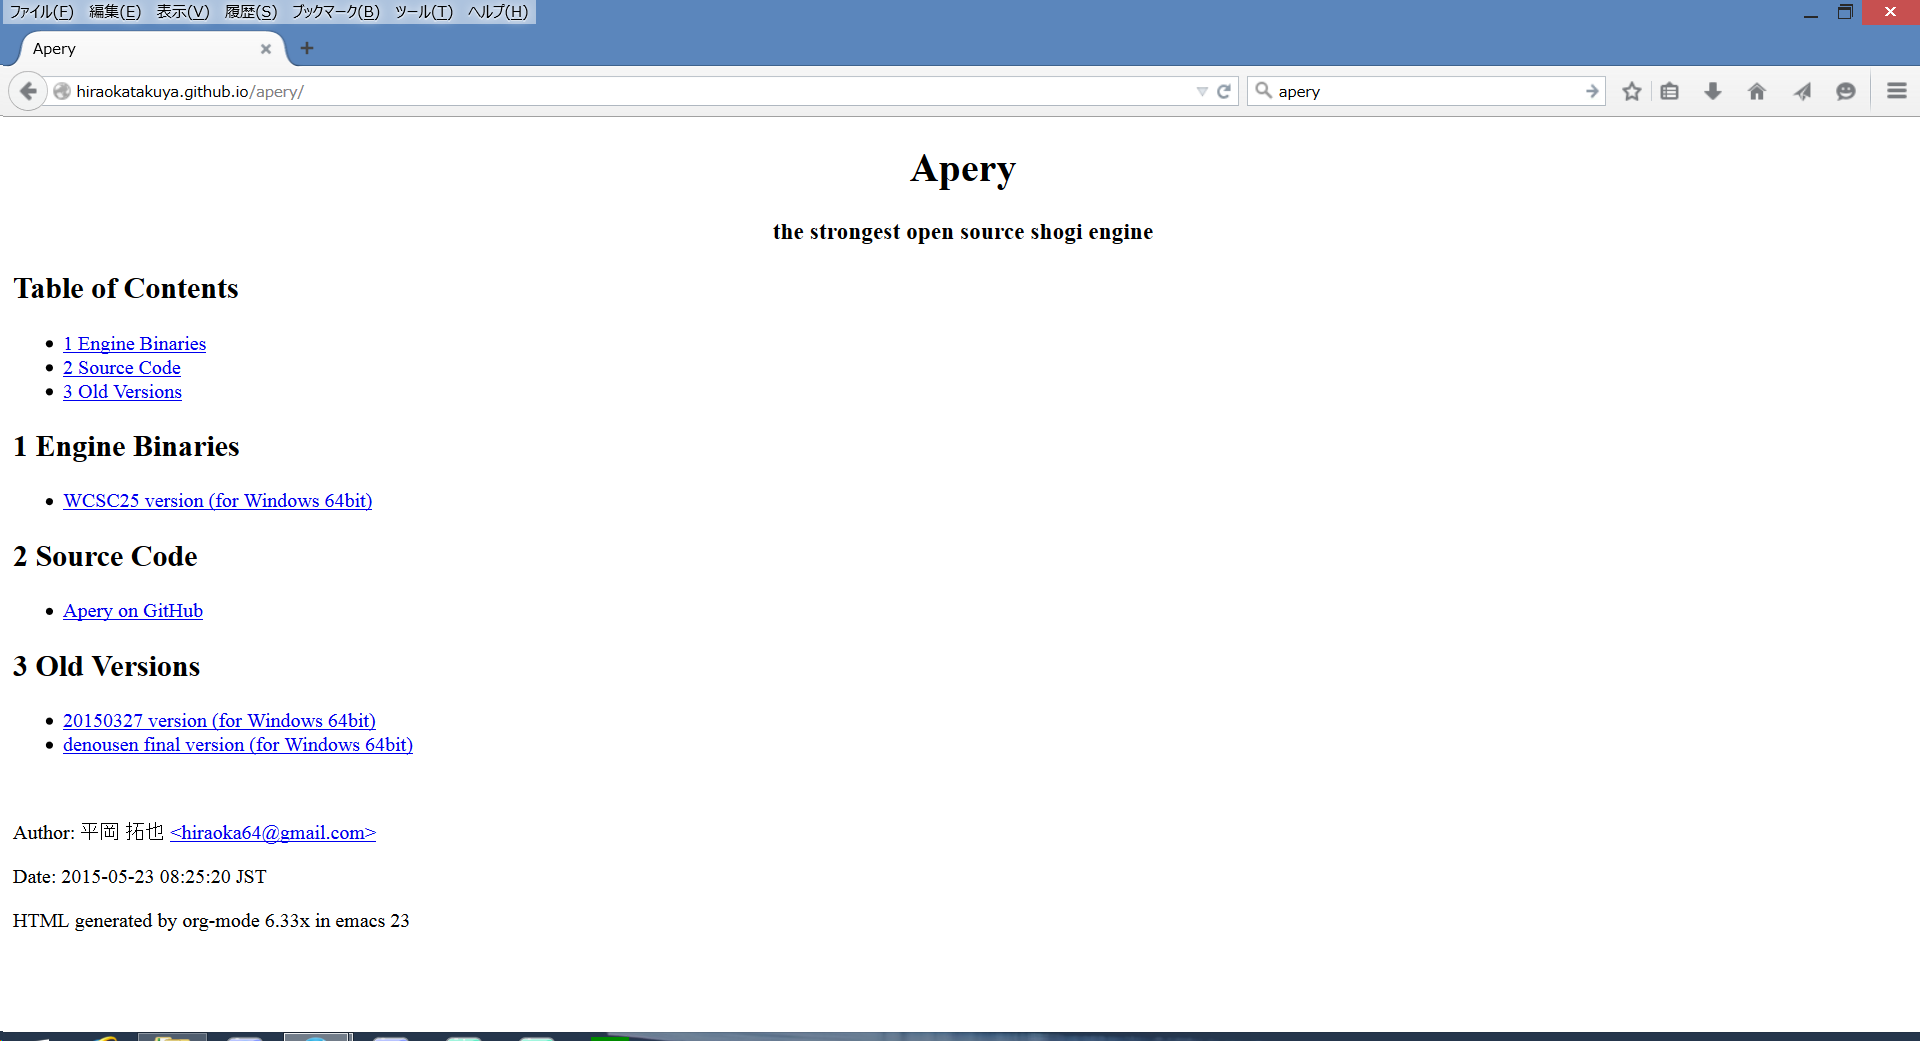 ファイル(F) 編集(E) 表示(V) 履歴(S) ブックマーク(B) ツール(T) ヘルプ(H)
Apery
hiraokatakuya.github.io/apery/
apery
Apery
the strongest open source shogi engine
Table of Contents
1 Engine Binaries
2 Source Code
3 Old Versions
1 Engine Binaries
WCSC25 version (for Windows 64bit)
2 Source Code
Apery on GitHub
3 Old Versions
20150327 version (for Windows 64bit)
denousen final version (for Windows 64bit)
Author: 平岡 拓也 <hiraoka64@gmail.com>
Date: 2015-05-23 08:25:20 JST
HTML generated by org-mode 6.33x in emacs 23